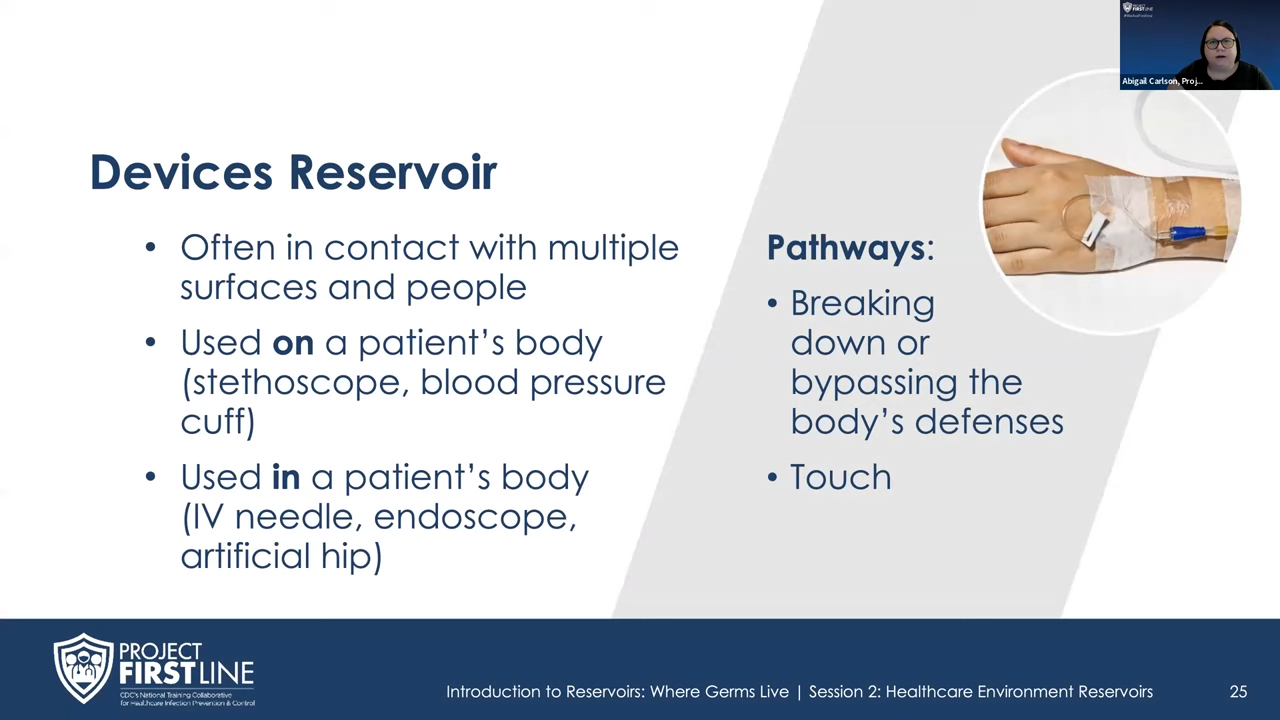 PROJECT
FIRSTLINE
Abigail Carlson, Proj...
Devices Reservoir
• Often in contact with multiple
surfaces and people
• Used on a patient’s body
(stethoscope, blood pressure
cuff)
• Used in a patient’s body
(IV needle, endoscope,
artificial hip)
Pathways:
• Breaking
down or
bypassing the
body’s defenses
• Touch
PROJECT
FIRSTLINE
CDC's National Training Collaborative
for Healthcare Infection Prevention & Control
Introduction to Reservoirs: Where Germs Live | Session 2: Healthcare Environment Reservoirs
25